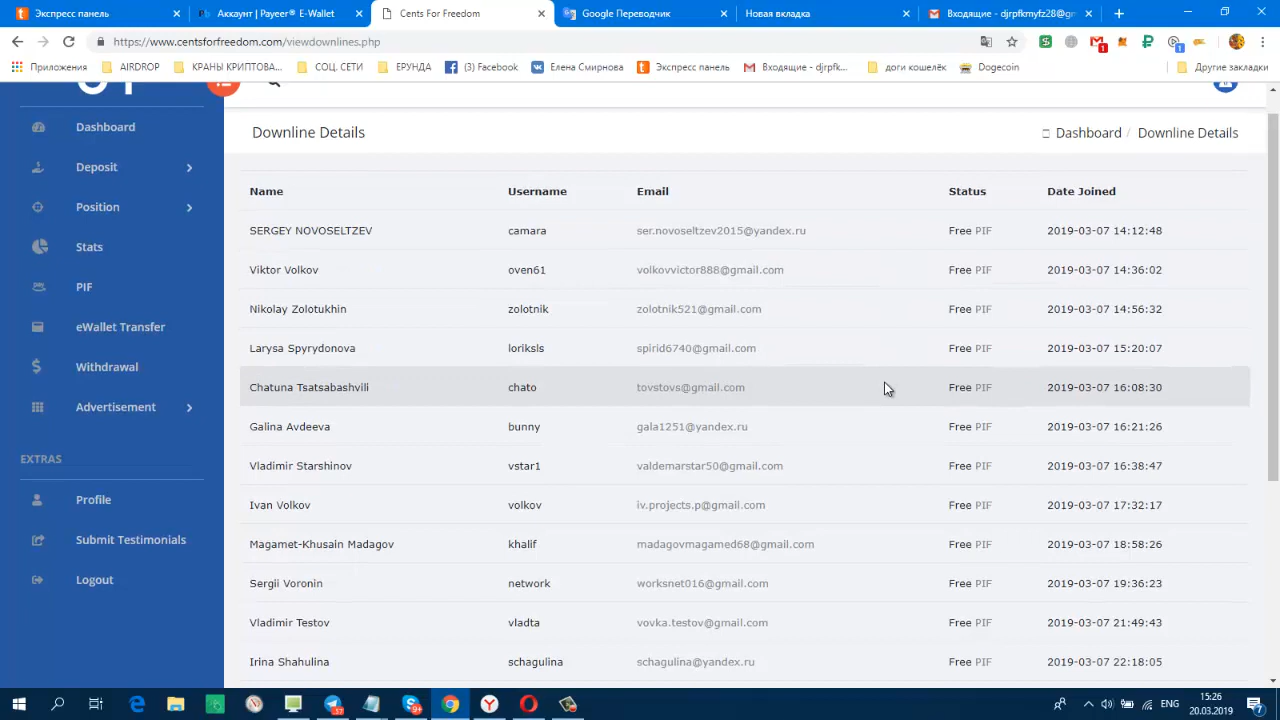 Экспресс панель
Аккаунт | Payeer® E-Wallet
Cents For Freedom
Google Переводчик
Новая вкладка
Входящие - djrpfkmyfz28@gm
https://www.centsforfreedom.com/viewdownlines.php
Приложения
AIRDROP
КРАНЫ КРИПТОВА...
СОЦ. СЕТИ
ЕРУНДА
(3) Facebook
Елена Смирнова
Экспресс панель
Входящие - djrpfk...
доги кошелёк
Dogecoin
Другие закладки
Dashboard
Deposit
Position
Stats
PIF
eWallet Transfer
Withdrawal
Advertisement
EXTRAS
Profile
Submit Testimonials
Logout
Downline Details
Dashboard / Downline Details
Name Username Email Status Date Joined
SERGEY NOVOSELTZEV camara ser.novoseltzev2015@yandex.ru Free PIF 2019-03-07 14:12:48
Viktor Volkov oven61 volkovvictor888@gmail.com Free PIF 2019-03-07 14:36:02
Nikolay Zolotukhin zolotnik zolotnik521@gmail.com Free PIF 2019-03-07 14:56:32
Larysa Spyrydonova loriksls spirid6740@gmail.com Free PIF 2019-03-07 15:20:07
Chatuna Tsatsabashvili chato tovstovs@gmail.com Free PIF 2019-03-07 16:08:30
Galina Avdeeva bunny gala1251@yandex.ru Free PIF 2019-03-07 16:21:26
Vladimir Starshinov vstar1 valdemarstar50@gmail.com Free PIF 2019-03-07 16:38:47
Ivan Volkov volkov iv.projects.p@gmail.com Free PIF 2019-03-07 17:32:17
Magamet-Khusain Madagov khalif madagovmagamed68@gmail.com Free PIF 2019-03-07 18:58:26
Sergii Voronin network worksnet016@gmail.com Free PIF 2019-03-07 19:36:23
Vladimir Testov vladta vovka.testov@gmail.com Free PIF 2019-03-07 21:49:43
Irina Shahulina schagulina schagulina@yandex.ru Free PIF 2019-03-07 22:18:05
ENG
15:26
20.03.2019